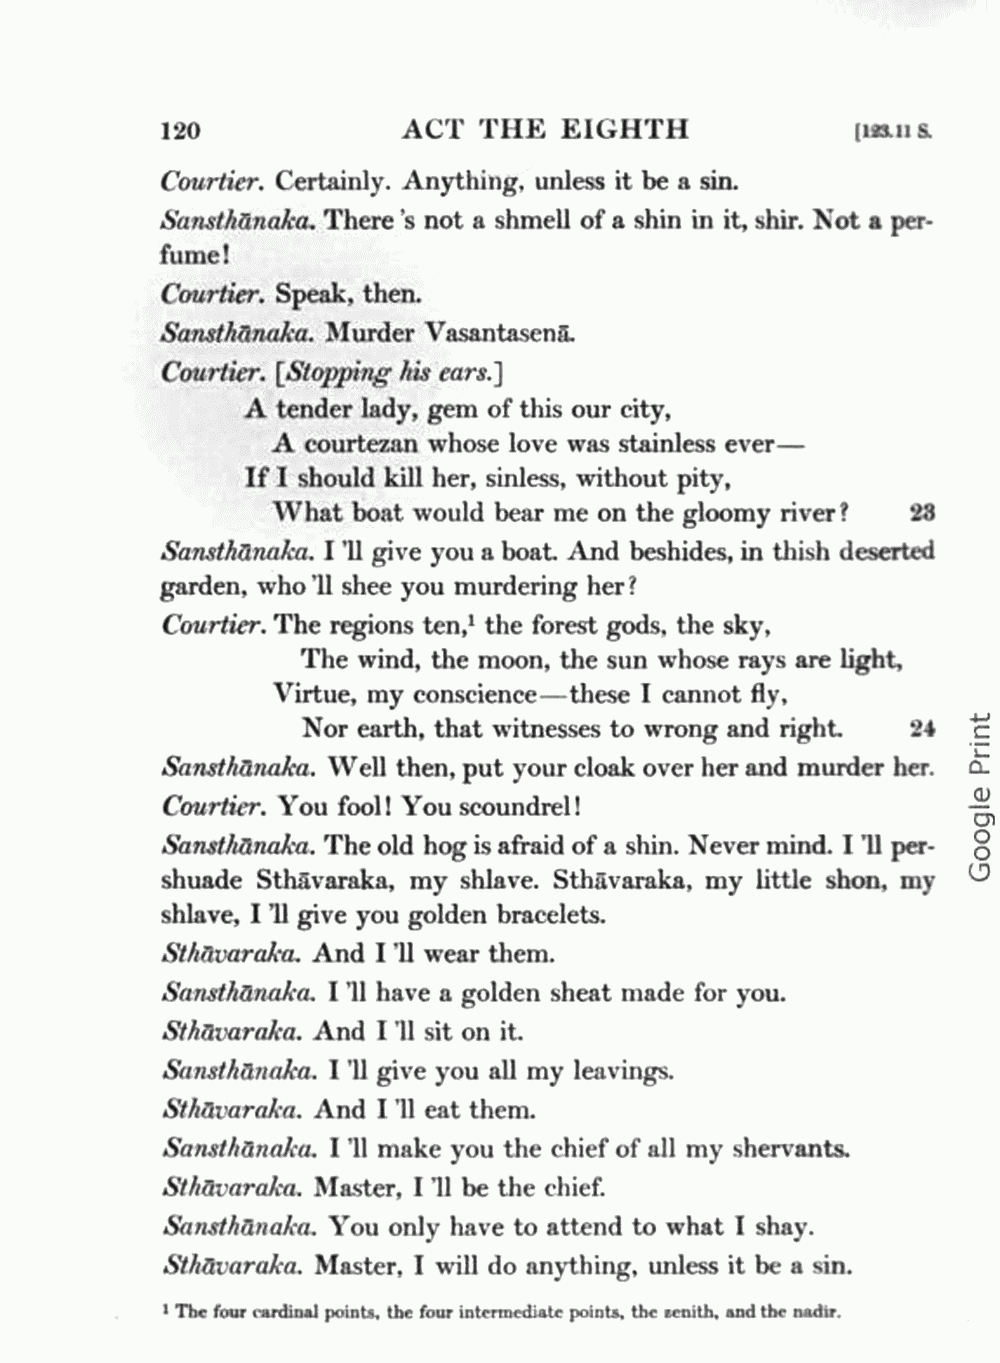 120 ACT THE EIGHTH [123.11 S.
Courtier. Certainly. Anything, unless it be a sin.
Sansthānaka. There 's not a shmell of a shin in it, shir. Not a per-
fume!
Courtier. Speak, then.
Sansthānaka. Murder Vasantasenā.
Courtier. [Stopping his ears.]
A tender lady, gem of this our city,
A courtezan whose love was stainless ever—
If I should kill her, sinless, without pity,
What boat would bear me on the gloomy river? 23
Sansthānaka. I 'll give you a boat. And beshides, in thish deserted
garden, who 'll shee you murdering her?
Courtier. The regions ten,¹ the forest gods, the sky,
The wind, the moon, the sun whose rays are light,
Virtue, my conscience—these I cannot fly,
Nor earth, that witnesses to wrong and right. 24
Sansthānaka. Well then, put your cloak over her and murder her.
Courtier. You fool! You scoundrel!
Sansthānaka. The old hog is afraid of a shin. Never mind. I 'll per-
shuade Sthāvaraka, my shlave. Sthāvaraka, my little shon, my
shlave, I 'll give you golden bracelets.
Sthāvaraka. And I 'll wear them.
Sansthānaka. I 'll have a golden sheat made for you.
Sthāvaraka. And I 'll sit on it.
Sansthānaka. I 'll give you all my leavings.
Sthāvaraka. And I 'll eat them.
Sansthānaka. I 'll make you the chief of all my shervants.
Sthāvaraka. Master, I 'll be the chief.
Sansthānaka. You only have to attend to what I shay.
Sthāvaraka. Master, I will do anything, unless it be a sin.
¹ The four cardinal points, the four intermediate points, the zenith, and the nadir.
Google Print